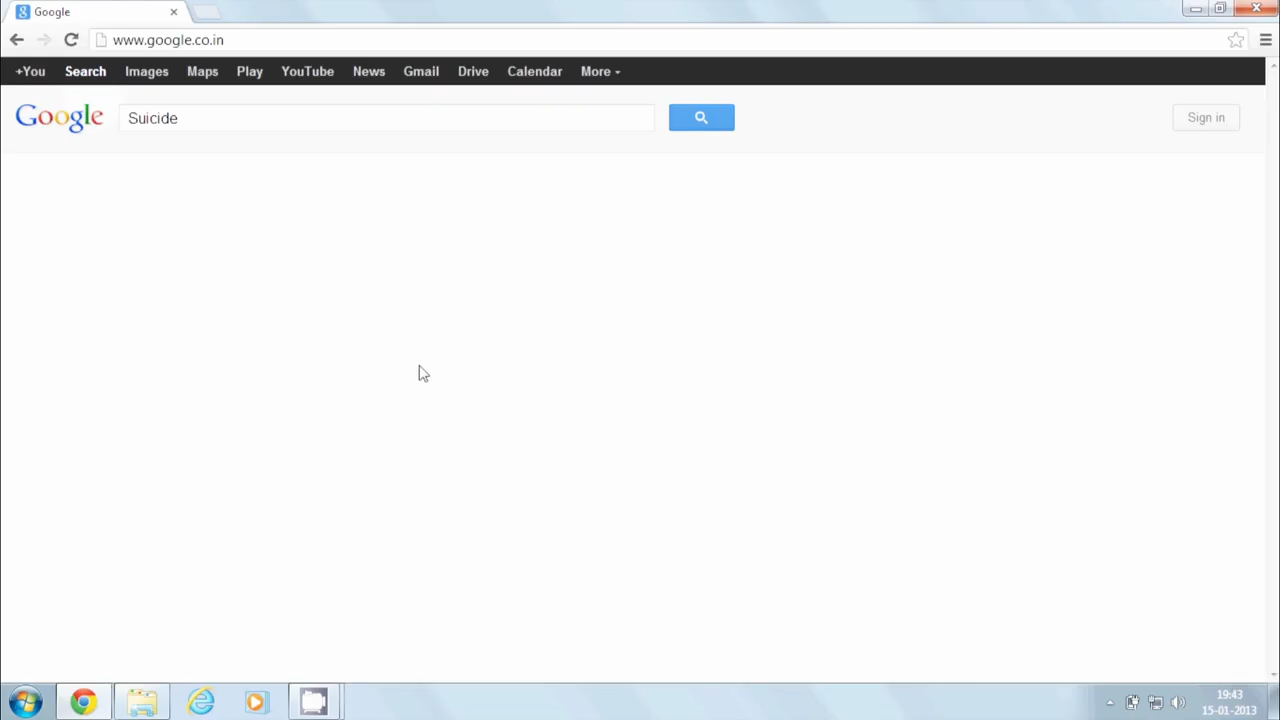 Google
www.google.co.in
+You Search Images Maps Play YouTube News Gmail Drive Calendar More
Google Suicide Sign in
19:43
15-01-2013